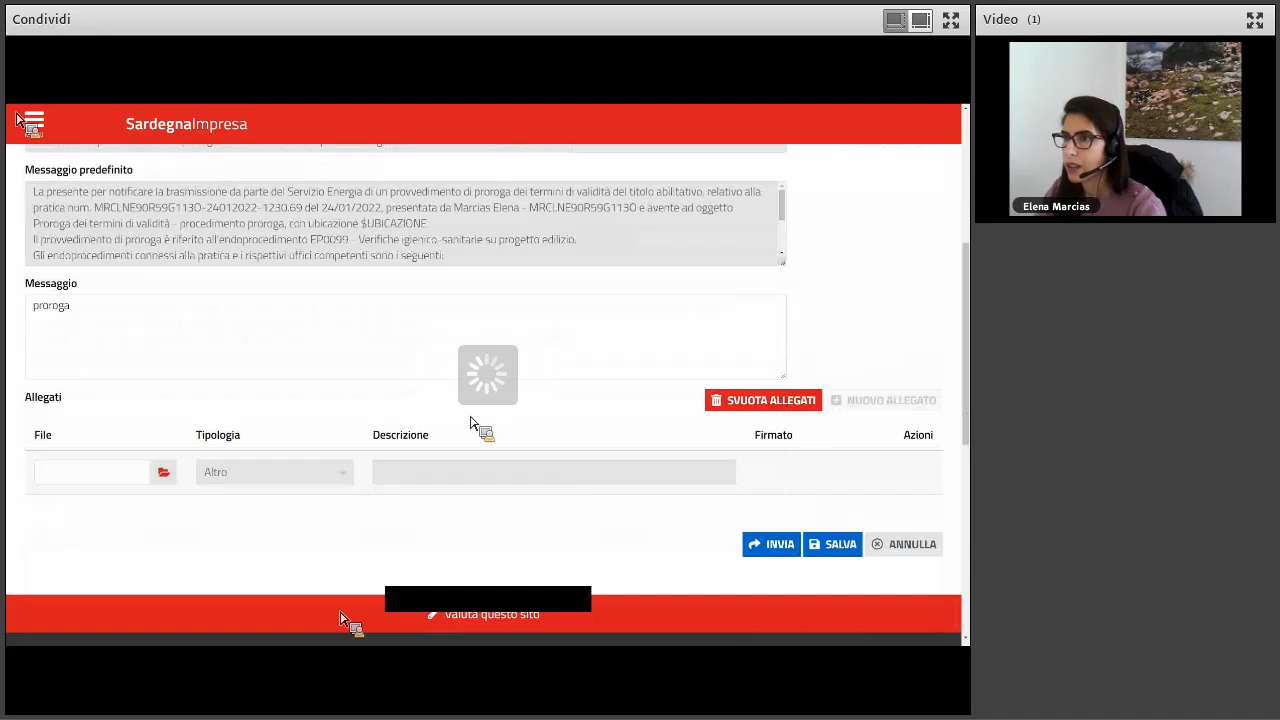 Condividi
Video (1)
SardegnaImpresa
Messaggio predefinito
La presente per notificare la trasmissione da parte del Servizio Energia di un provvedimento di proroga dei termini di validità del titolo abilitativo, relativo alla
pratica num. MRCLNE90R59G113O-24012022-1230.69 del 24/01/2022, presentata da Marcias Elena - MRCLNE90R59G113O e avente ad oggetto
Proroga dei termini di validità - procedimento proroga, con ubicazione $UBICAZIONE.
Il provvedimento di proroga è riferito all'endoprocedimento EP0099 - Verifiche igienico-sanitarie su progetto edilizio.
Gli endoprocedimenti connessi alla pratica e i rispettivi uffici competenti sono i seguenti:
Messaggio
proroga
Allegati
SVUOTA ALLEGATI
NUOVO ALLEGATO
File Tipologia Descrizione Firmato Azioni
Altro
INVIA SALVA ANNULLA
Valuta questo sito
Elena Marcias